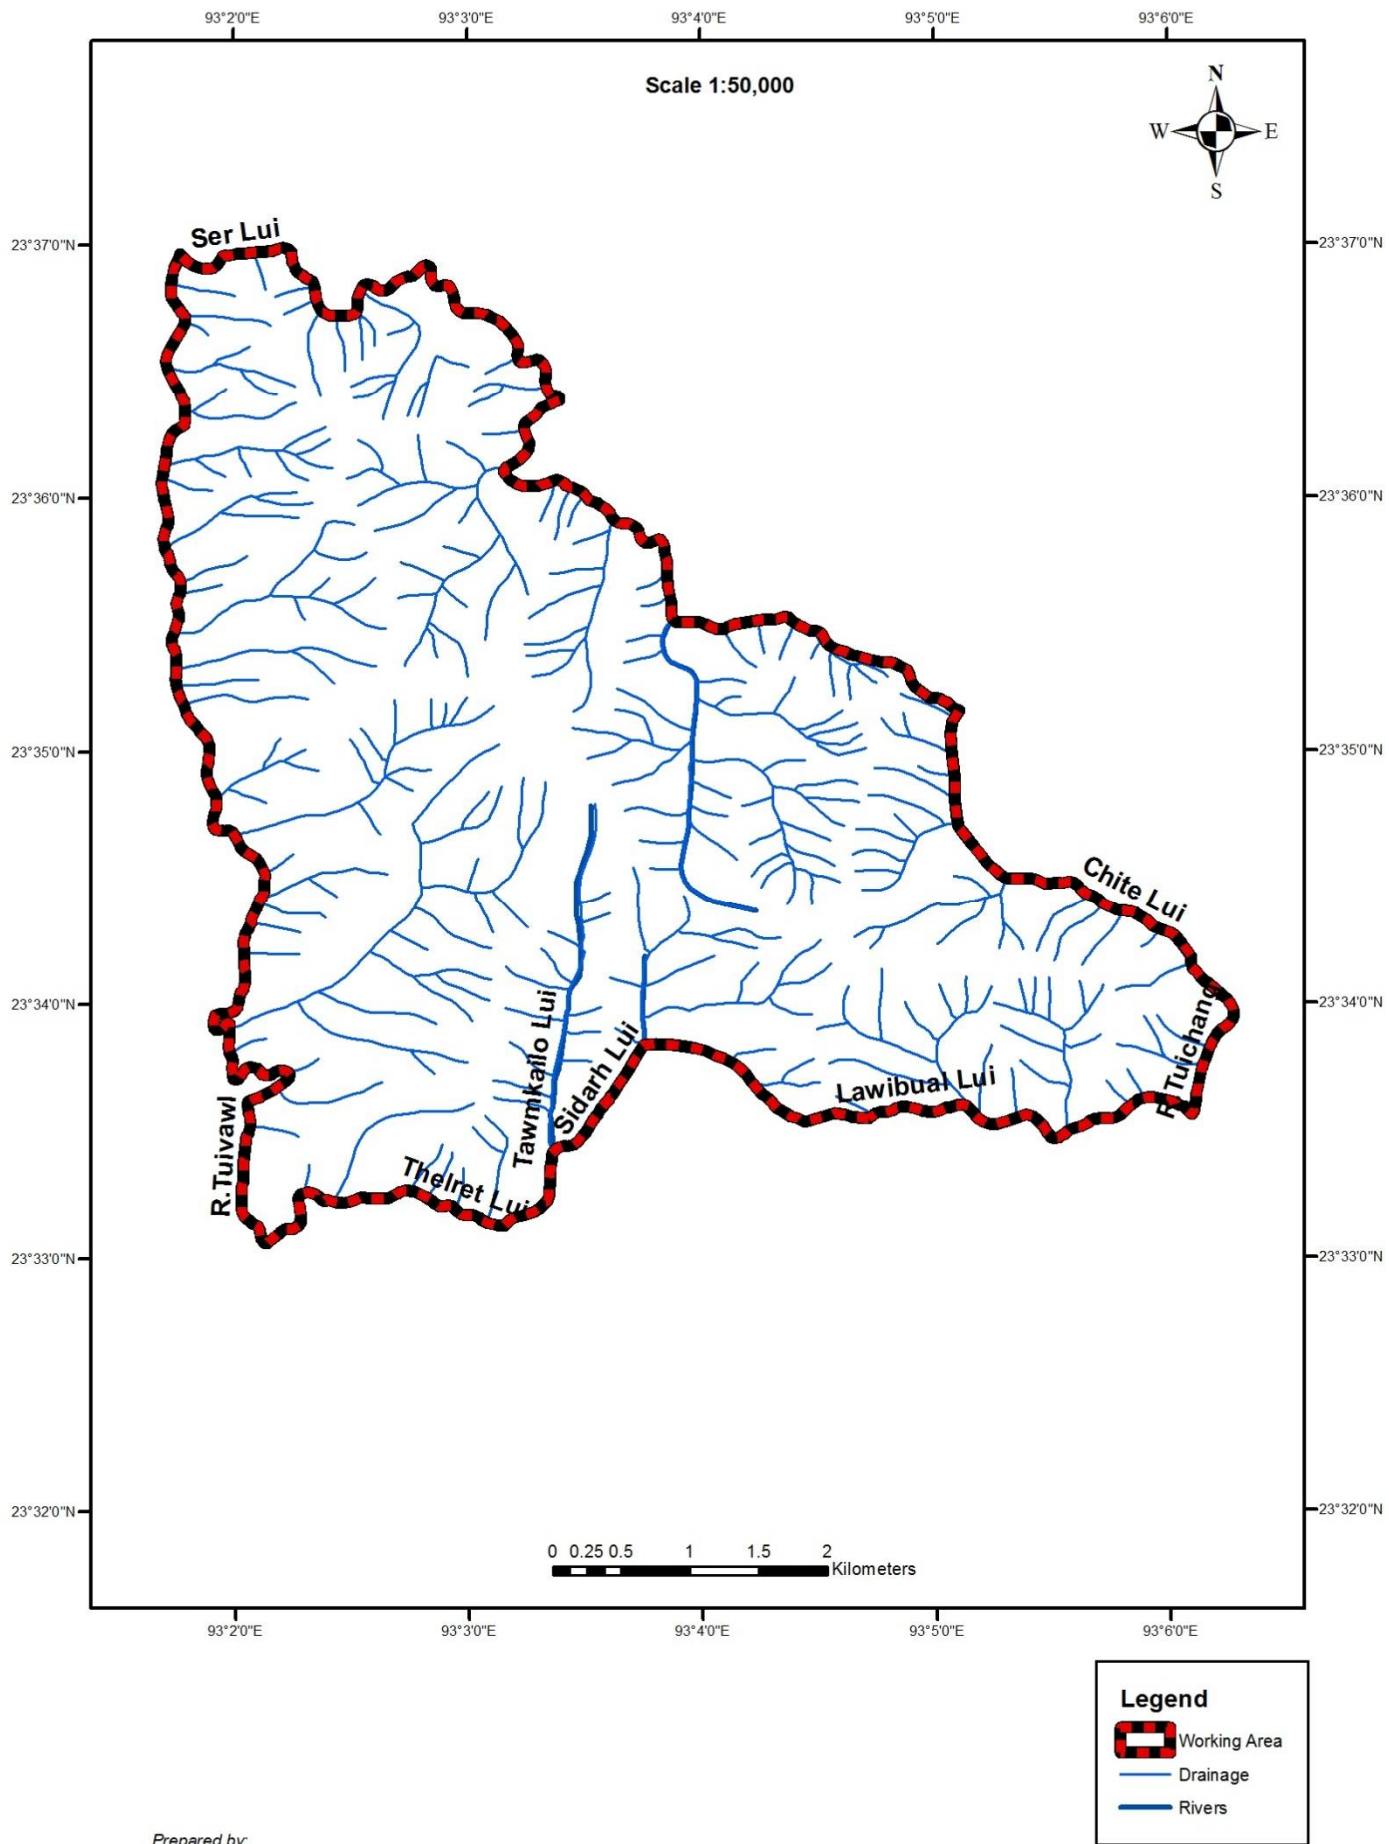 93°2'0"E 93°3'0"E 93°4'0"E 93°5'0"E 93°6'0"E
Scale 1:50,000
N
W E
S
23°37'0"N 23°37'0"N
Ser Lui
23°36'0"N 23°36'0"N
23°35'0"N 23°35'0"N
Chite Lui
23°34'0"N 23°34'0"N
R. Tuichang
Tawmkailo Lui
Sidarh Lui
Lawibual Lui
R.Tuivawl
Thelret Lui
23°33'0"N 23°33'0"N
23°32'0"N 23°32'0"N
0 0.25 0.5 1 1.5 2
Kilometers
93°2'0"E 93°3'0"E 93°4'0"E 93°5'0"E 93°6'0"E
Legend
Working Area
Drainage
Rivers
Prepared by: